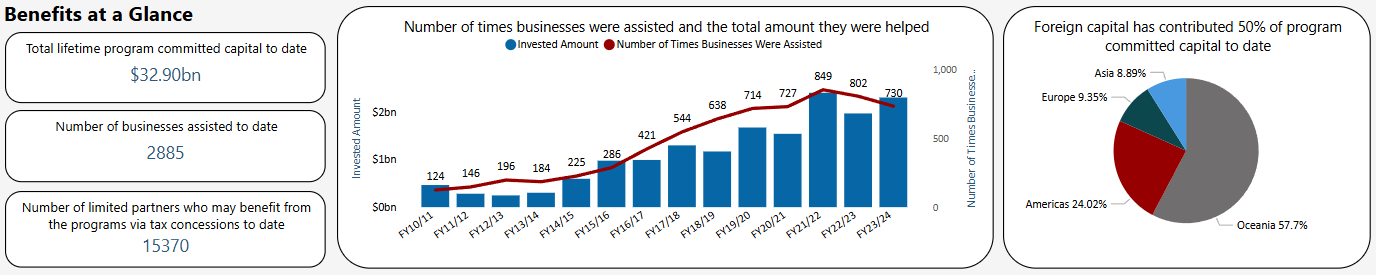 Benefits at a Glance
Total lifetime program committed capital to date
$32.90bn
Number of businesses assisted to date
2885
Number of limited partners who may benefit from
the programs via tax concessions to date
15370
Number of times businesses were assisted and the total amount they were helped
Invested Amount Number of Times Businesses Were Assisted
Invested Amount
$2bn
$1bn
$0bn
124 146 196 184 225 286 421 544 638 714 727 849 802 730
FY10/11 FY11/12 FY12/13 FY13/14 FY14/15 FY15/16 FY16/17 FY17/18 FY18/19 FY19/20 FY20/21 FY21/22 FY22/23 FY23/24
1,000
500
0
Number of Times Businesse...
Foreign capital has contributed 50% of program
committed capital to date
Asia 8.89%
Europe 9.35%
Americas 24.02%
Oceania 57.7%